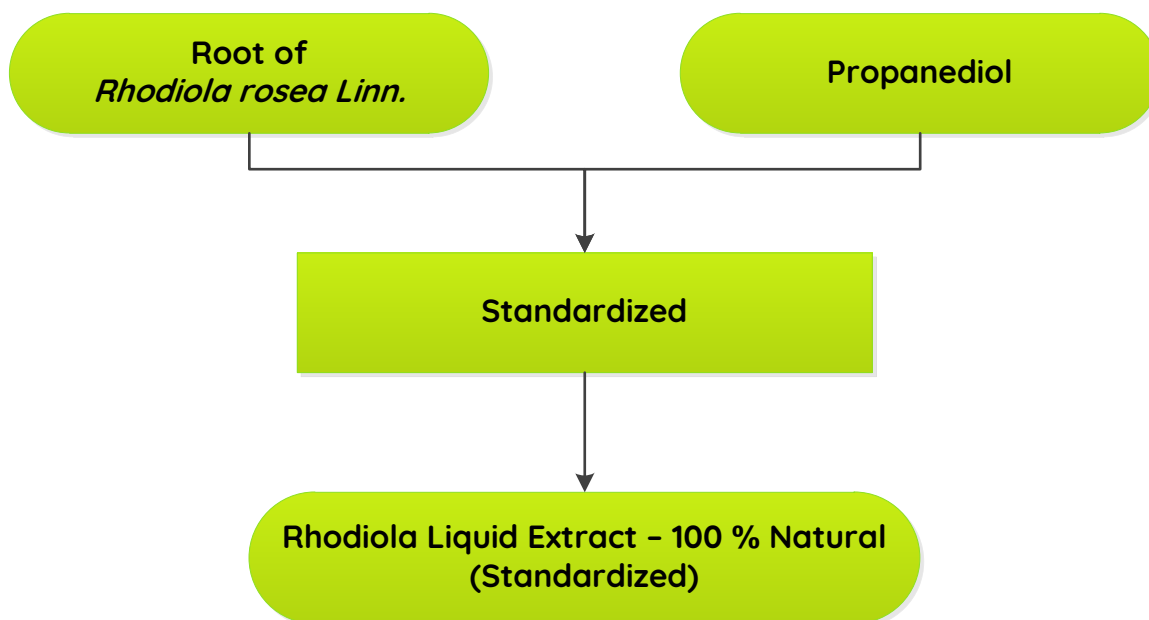 Root of
Rhodiola rosea Linn.
Propanediol
Standardized
Rhodiola Liquid Extract – 100 % Natural
(Standardized)